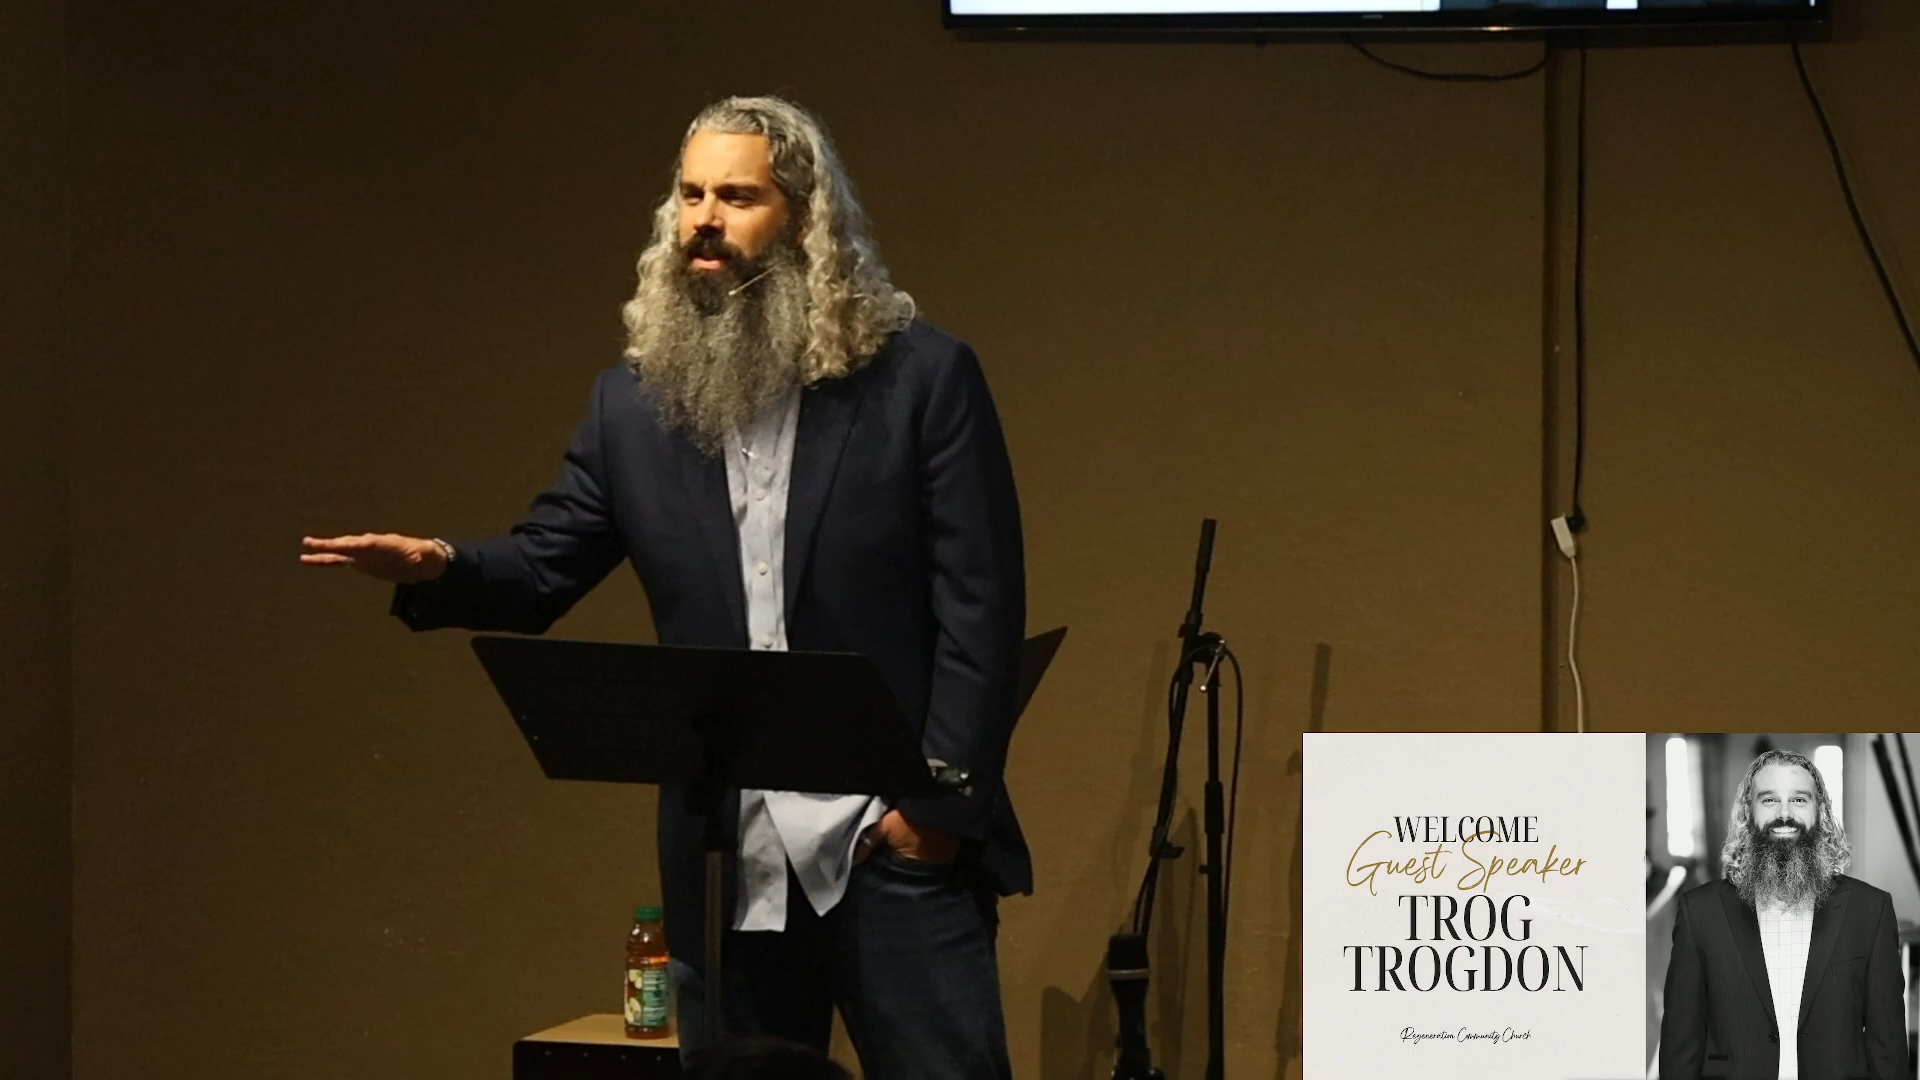 WELCOME
Guest Speaker
TROG
TROGDON
Regeneration Community Church